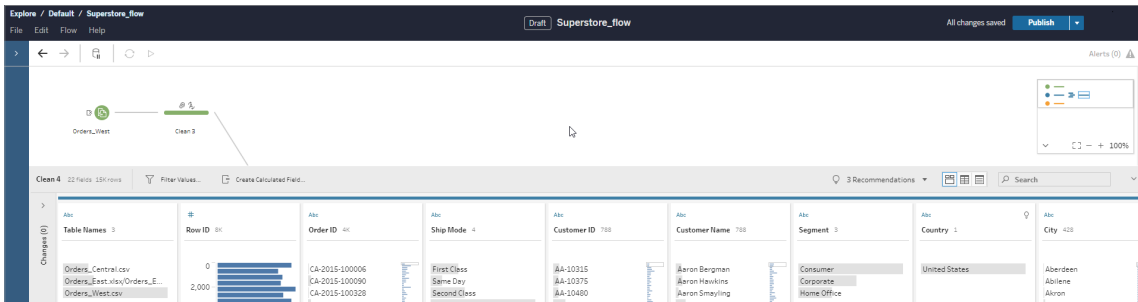 Explore / Default / Superstore_flow
File Edit Flow Help
Draft Superstore_flow
All changes saved Publish
Alerts (0)
Orders_West
Clean 3
100%
Clean 4 22 fields 15K rows Filter Values... Create Calculated Field... 3 Recommendations Search
Changes (0)
Abc # Abc Abc Abc Abc Abc Abc Abc
Table Names 3 Row ID 8K Order ID 4K Ship Mode 4 Customer ID 788 Customer Name 788 Segment 3 Country 1 City 428
Orders_Central.csv 0 CA-2015-100006 First Class AA-10315 Aaron Bergman Consumer United States Aberdeen
Orders_East.xlsx/Orders_E... CA-2015-100090 Same Day AA-10375 Aaron Hawkins Corporate Abilene
Orders_West.csv 2,000 CA-2015-100328 Second Class AA-10480 Aaron Smayling Home Office Akron